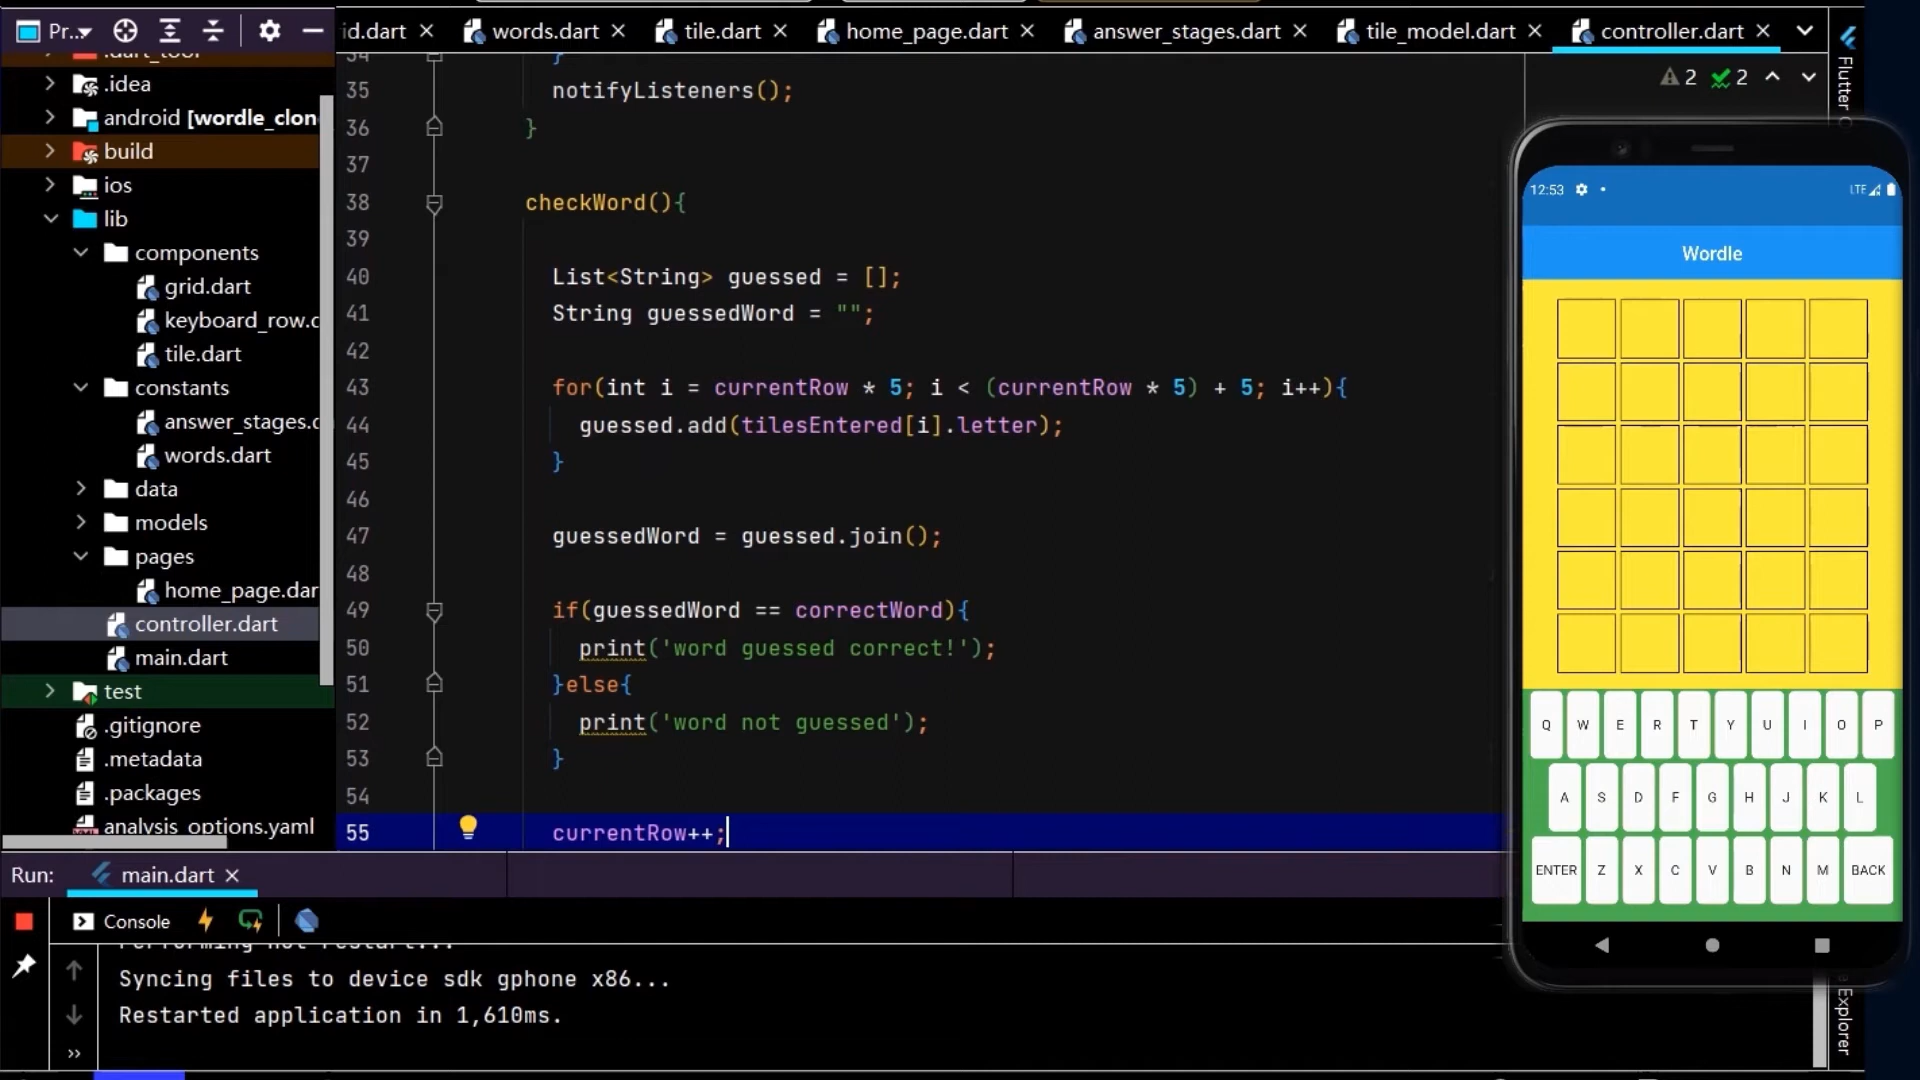 Pr...
id.dart
words.dart
tile.dart
home_page.dart
answer_stages.dart
tile_model.dart
controller.dart
.dart_tool
.idea
android [wordle_clon
build
ios
lib
components
grid.dart
keyboard_row.c
tile.dart
constants
answer_stages.c
words.dart
data
models
pages
home_page.dar
controller.dart
main.dart
test
.gitignore
.metadata
.packages
analysis_options.yaml
2 2
34 }
35 notifyListeners();
36 }
37
38 checkWord(){
39
40 List<String> guessed = [];
41 String guessedWord = "";
42
43 for(int i = currentRow * 5; i < (currentRow * 5) + 5; i++){
44 guessed.add(tilesEntered[i].letter);
45 }
46
47 guessedWord = guessed.join();
48
49 if(guessedWord == correctWord){
50 print('word guessed correct!');
51 }else{
52 print('word not guessed');
53 }
54
55 currentRow++;
Run: main.dart
Console
Performing hot restart...
Syncing files to device sdk gphone x86...
Restarted application in 1,610ms.
12:53 LTE
Wordle
Q W E R T Y U I O P
A S D F G H J K L
ENTER Z X C V B N M BACK
Flutter
Explorer